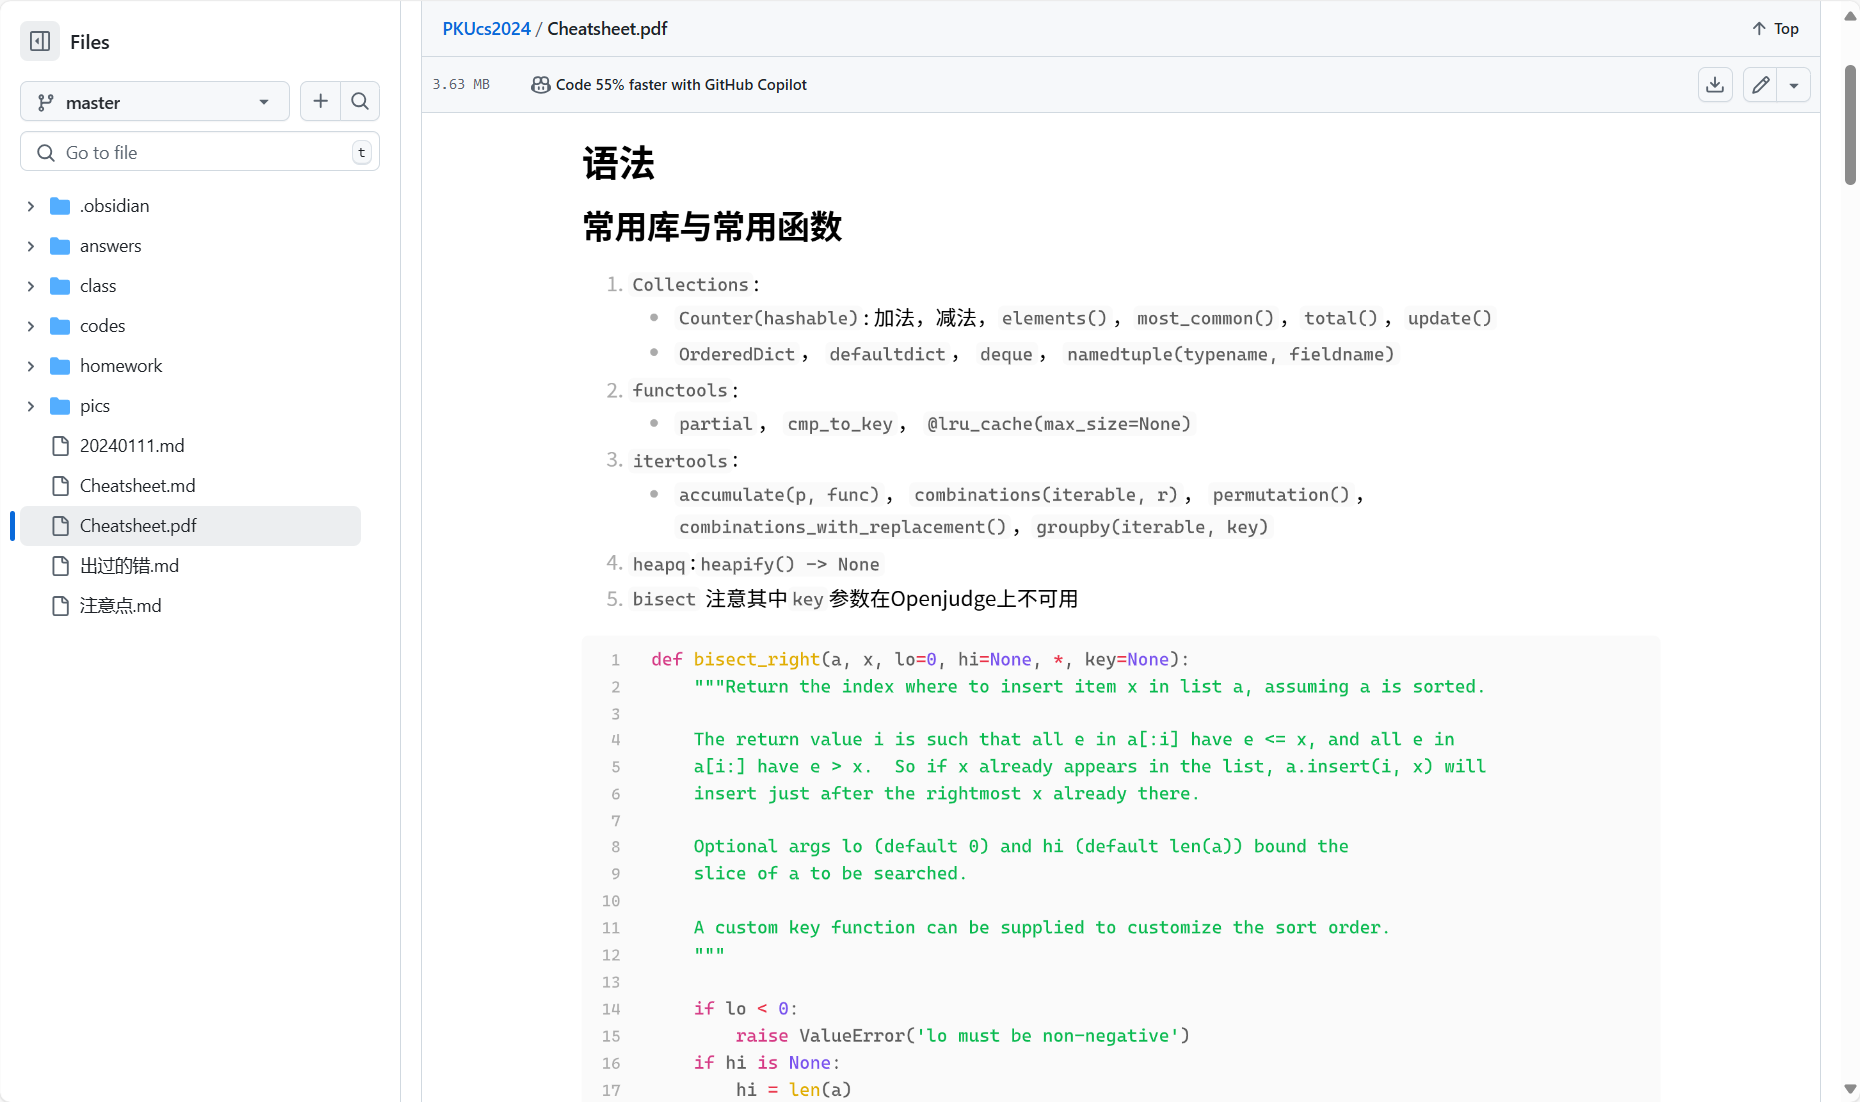 Files
master
Go to file
t
.obsidian
answers
class
codes
homework
pics
20240111.md
Cheatsheet.md
Cheatsheet.pdf
出过的错.md
注意点.md
PKUcs2024 / Cheatsheet.pdf
Top
3.63 MB
Code 55% faster with GitHub Copilot
语法
常用库与常用函数
1. Collections：
Counter(hashable)：加法，减法， elements()， most_common()， total()， update()
OrderedDict， defaultdict， deque， namedtuple(typename, fieldname)
2. functools：
partial， cmp_to_key， @lru_cache(max_size=None)
3. itertools：
accumulate(p, func)， combinations(iterable, r)， permutation()，
combinations_with_replacement()， groupby(iterable, key)
4. heapq：heapify() -> None
5. bisect 注意其中key参数在Openjudge上不可用
1 def bisect_right(a, x, lo=0, hi=None, *, key=None):
2 """Return the index where to insert item x in list a, assuming a is sorted.
3
4 The return value i is such that all e in a[:i] have e <= x, and all e in
5 a[i:] have e > x.  So if x already appears in the list, a.insert(i, x) will
6 insert just after the rightmost x already there.
7
8 Optional args lo (default 0) and hi (default len(a)) bound the
9 slice of a to be searched.
10
11 A custom key function can be supplied to customize the sort order.
12 """
13
14 if lo < 0:
15 raise ValueError('lo must be non-negative')
16 if hi is None:
17 hi = len(a)